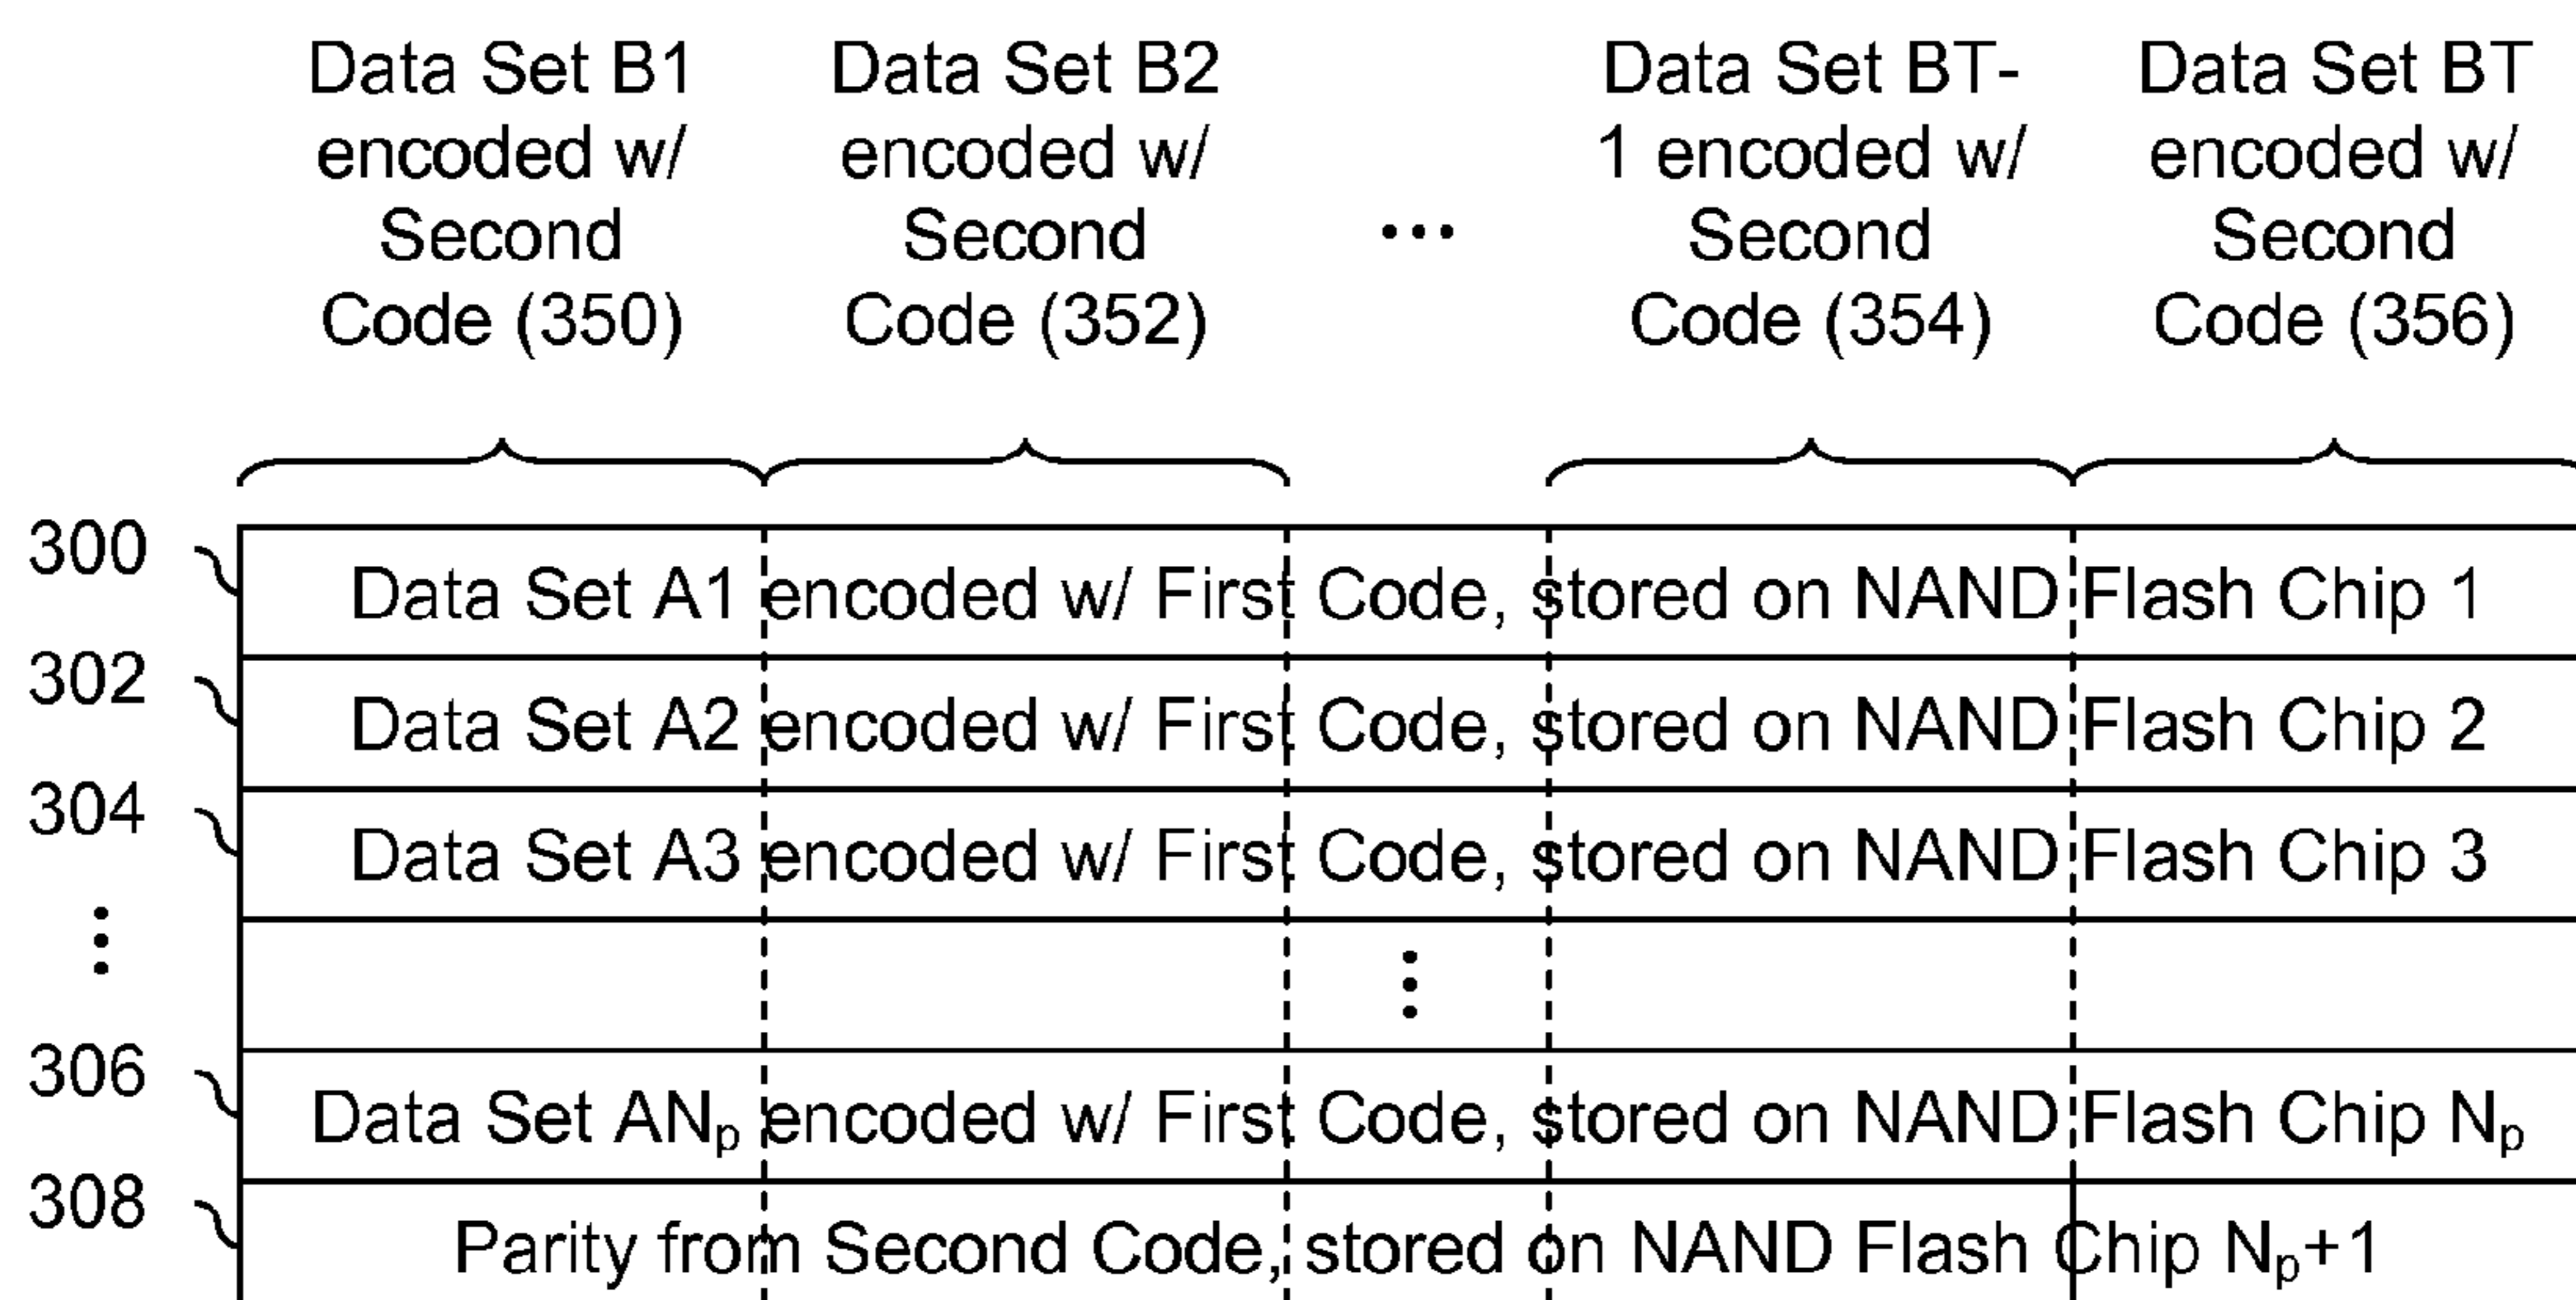 Data Set B1
encoded w/
Second
Code (350)
Data Set B2
encoded w/
Second
Code (352)
...
Data Set BT-
1 encoded w/
Second
Code (354)
Data Set BT
encoded w/
Second
Code (356)
300
Data Set A1 encoded w/ First Code, stored on NAND Flash Chip 1
302
Data Set A2 encoded w/ First Code, stored on NAND Flash Chip 2
304
Data Set A3 encoded w/ First Code, stored on NAND Flash Chip 3
306
Data Set ANp encoded w/ First Code, stored on NAND Flash Chip Np
308
Parity from Second Code, stored on NAND Flash Chip Np+1